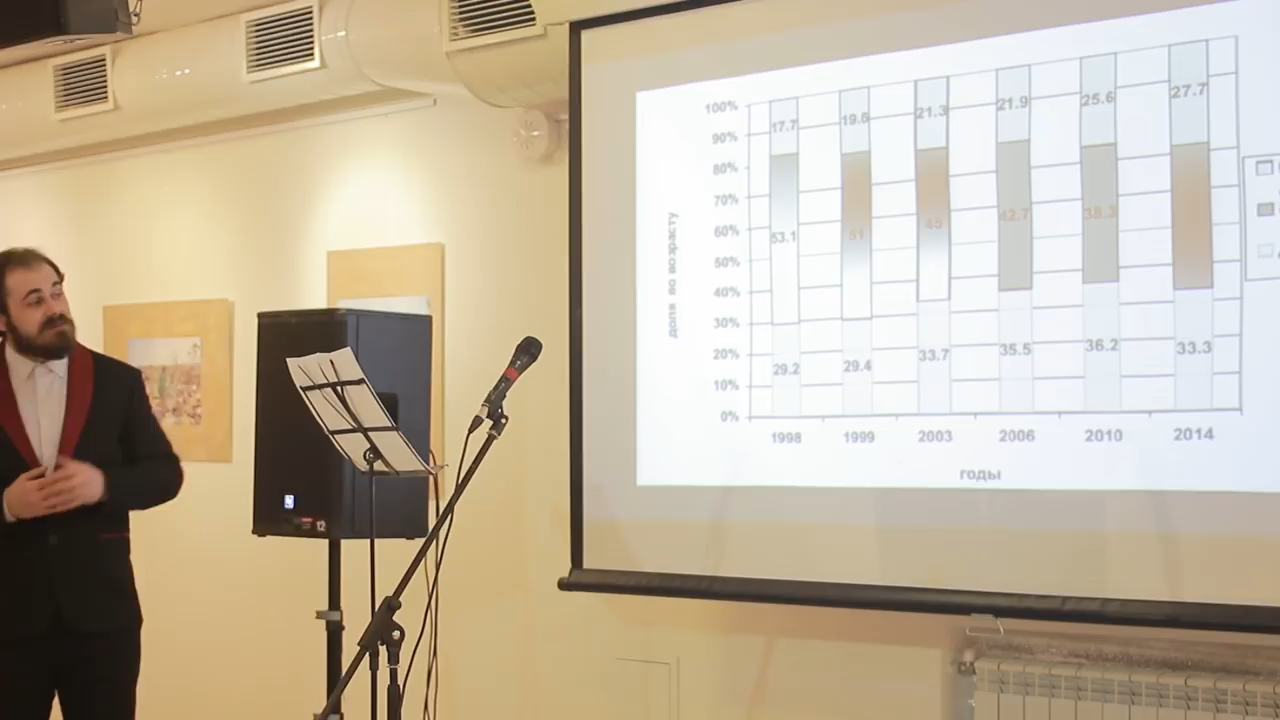 100%
90%
80%
70%
60%
50%
40%
30%
20%
10%
0%
доля по возрасту
17.7 19.6 21.3 21.9 25.6 27.7
53.1 51 45 42.7 38.3
29.2 29.4 33.7 35.5 36.2 33.3
1998 1999 2003 2006 2010 2014
годы
12